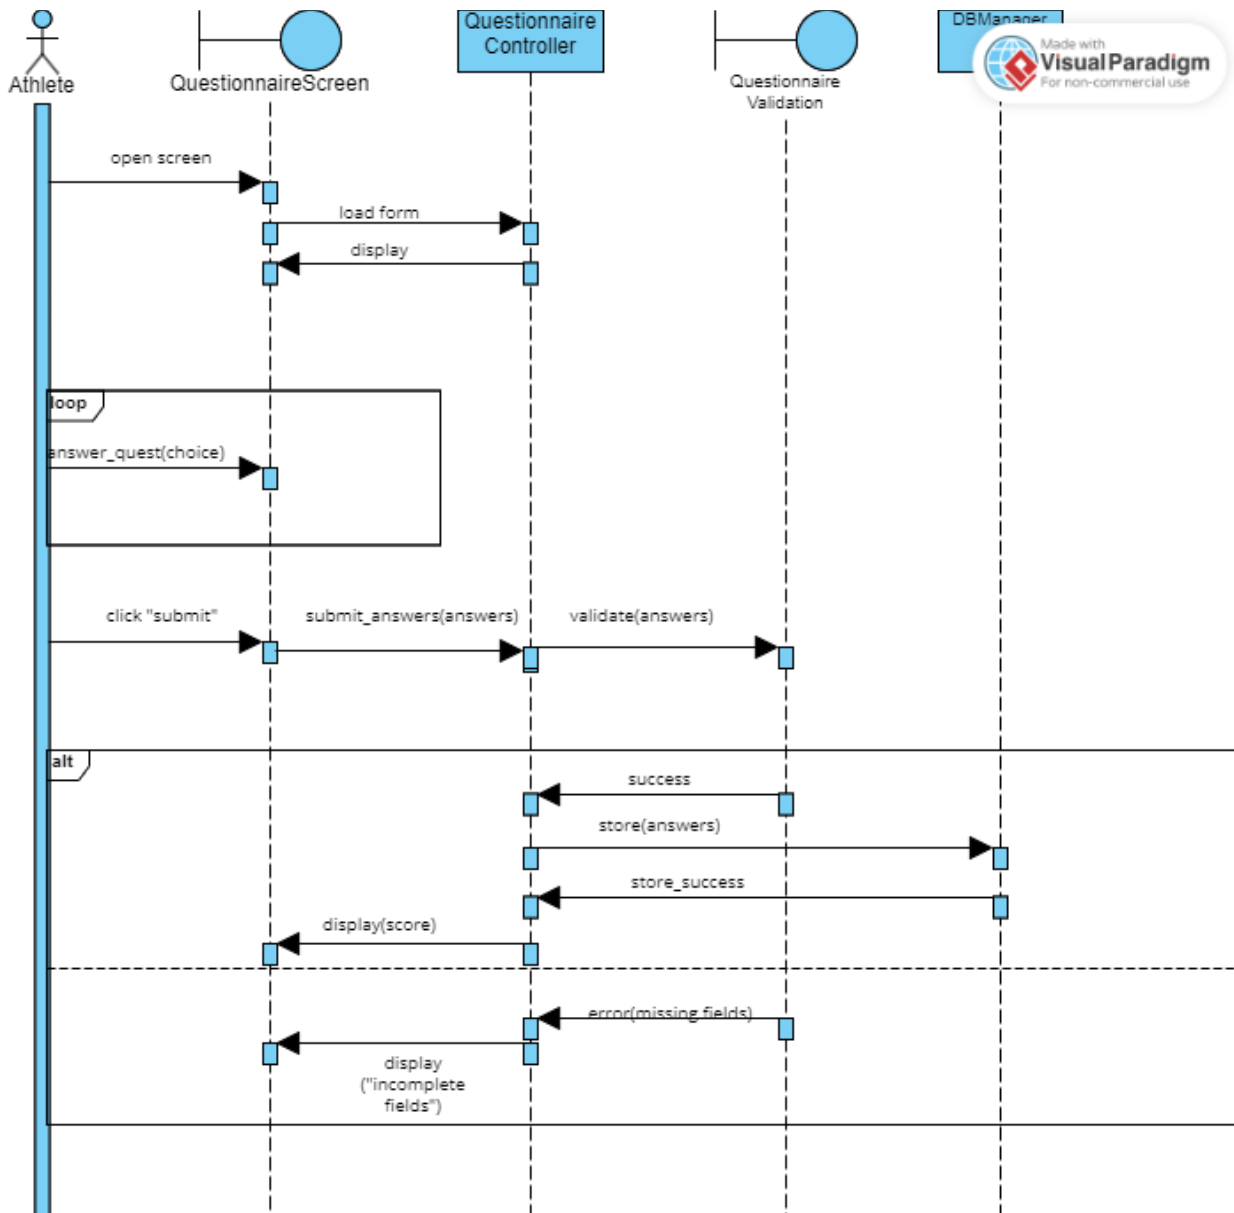 Questionnaire
Controller
DBManager
Made with
VisualParadigm
For non-commercial use
Athlete
QuestionnaireScreen
Questionnaire
Validation
open screen
load form
display
loop
answer_quest(choice)
click "submit"
submit_answers(answers)
validate(answers)
alt
success
store(answers)
store_success
display(score)
error(missing fields)
display
("incomplete
fields")